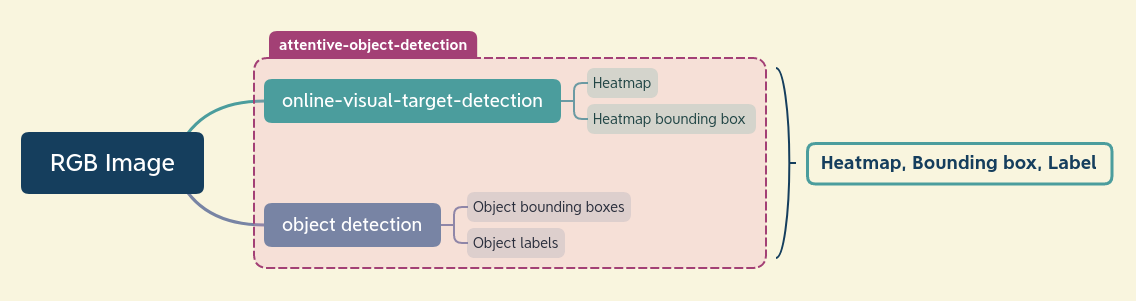 attentive-object-detection
online-visual-target-detection
Heatmap
Heatmap bounding box
RGB Image
Heatmap, Bounding box, Label
object detection
Object bounding boxes
Object labels